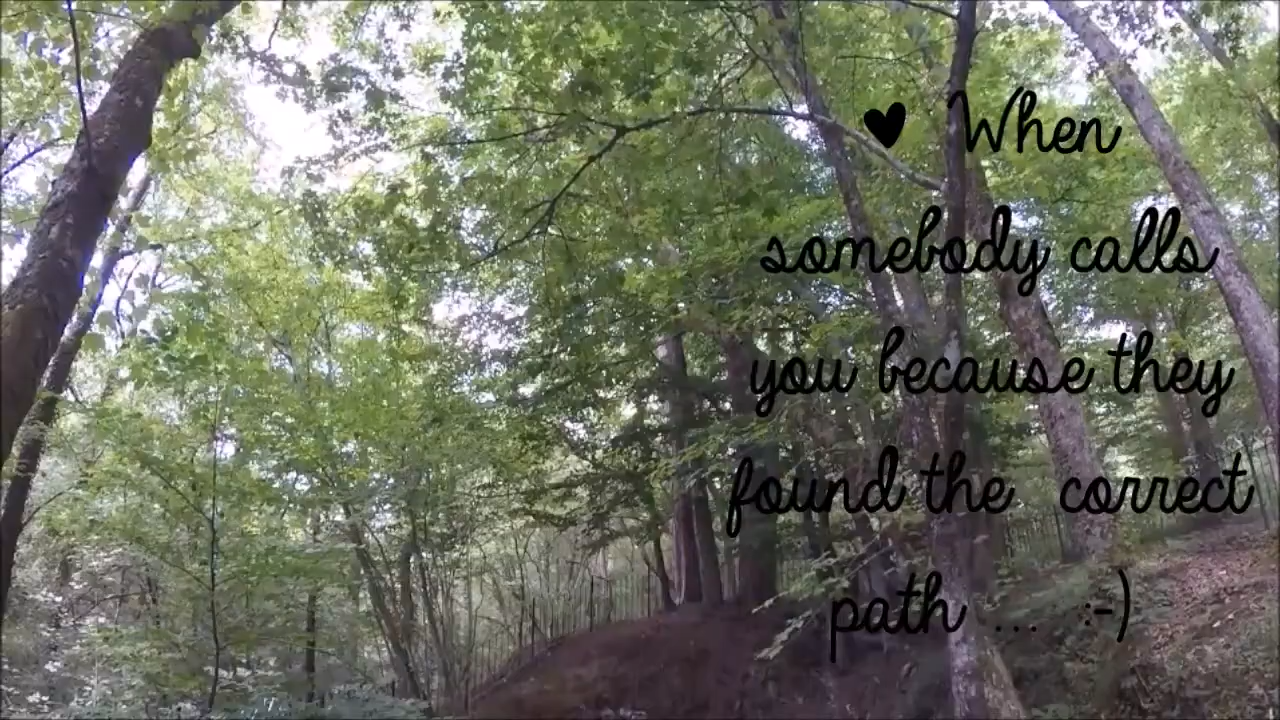 ♥ When
somebody calls
you because they
found the correct
path ... :-)